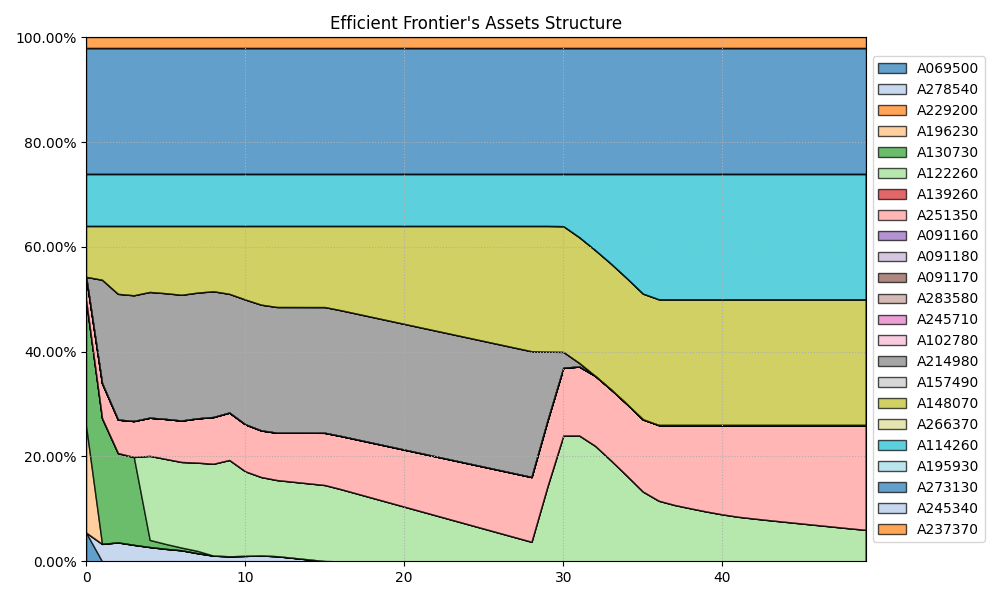 Efficient Frontier's Assets Structure
100.00%
80.00%
60.00%
40.00%
20.00%
0.00%
0
10
20
30
40
A069500
A278540
A229200
A196230
A130730
A122260
A139260
A251350
A091160
A091180
A091170
A283580
A245710
A102780
A214980
A157490
A148070
A266370
A114260
A195930
A273130
A245340
A237370